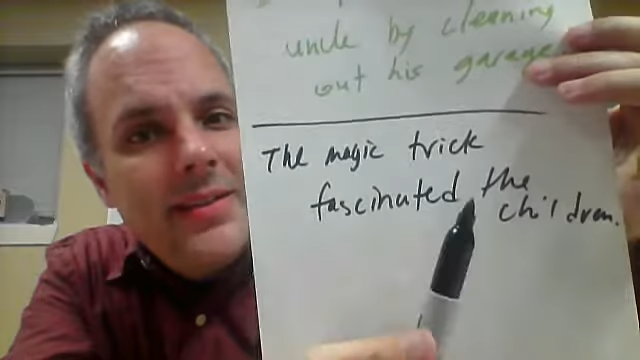 uncle by cleaning
out his garage
The magic trick
fascinated the
children.